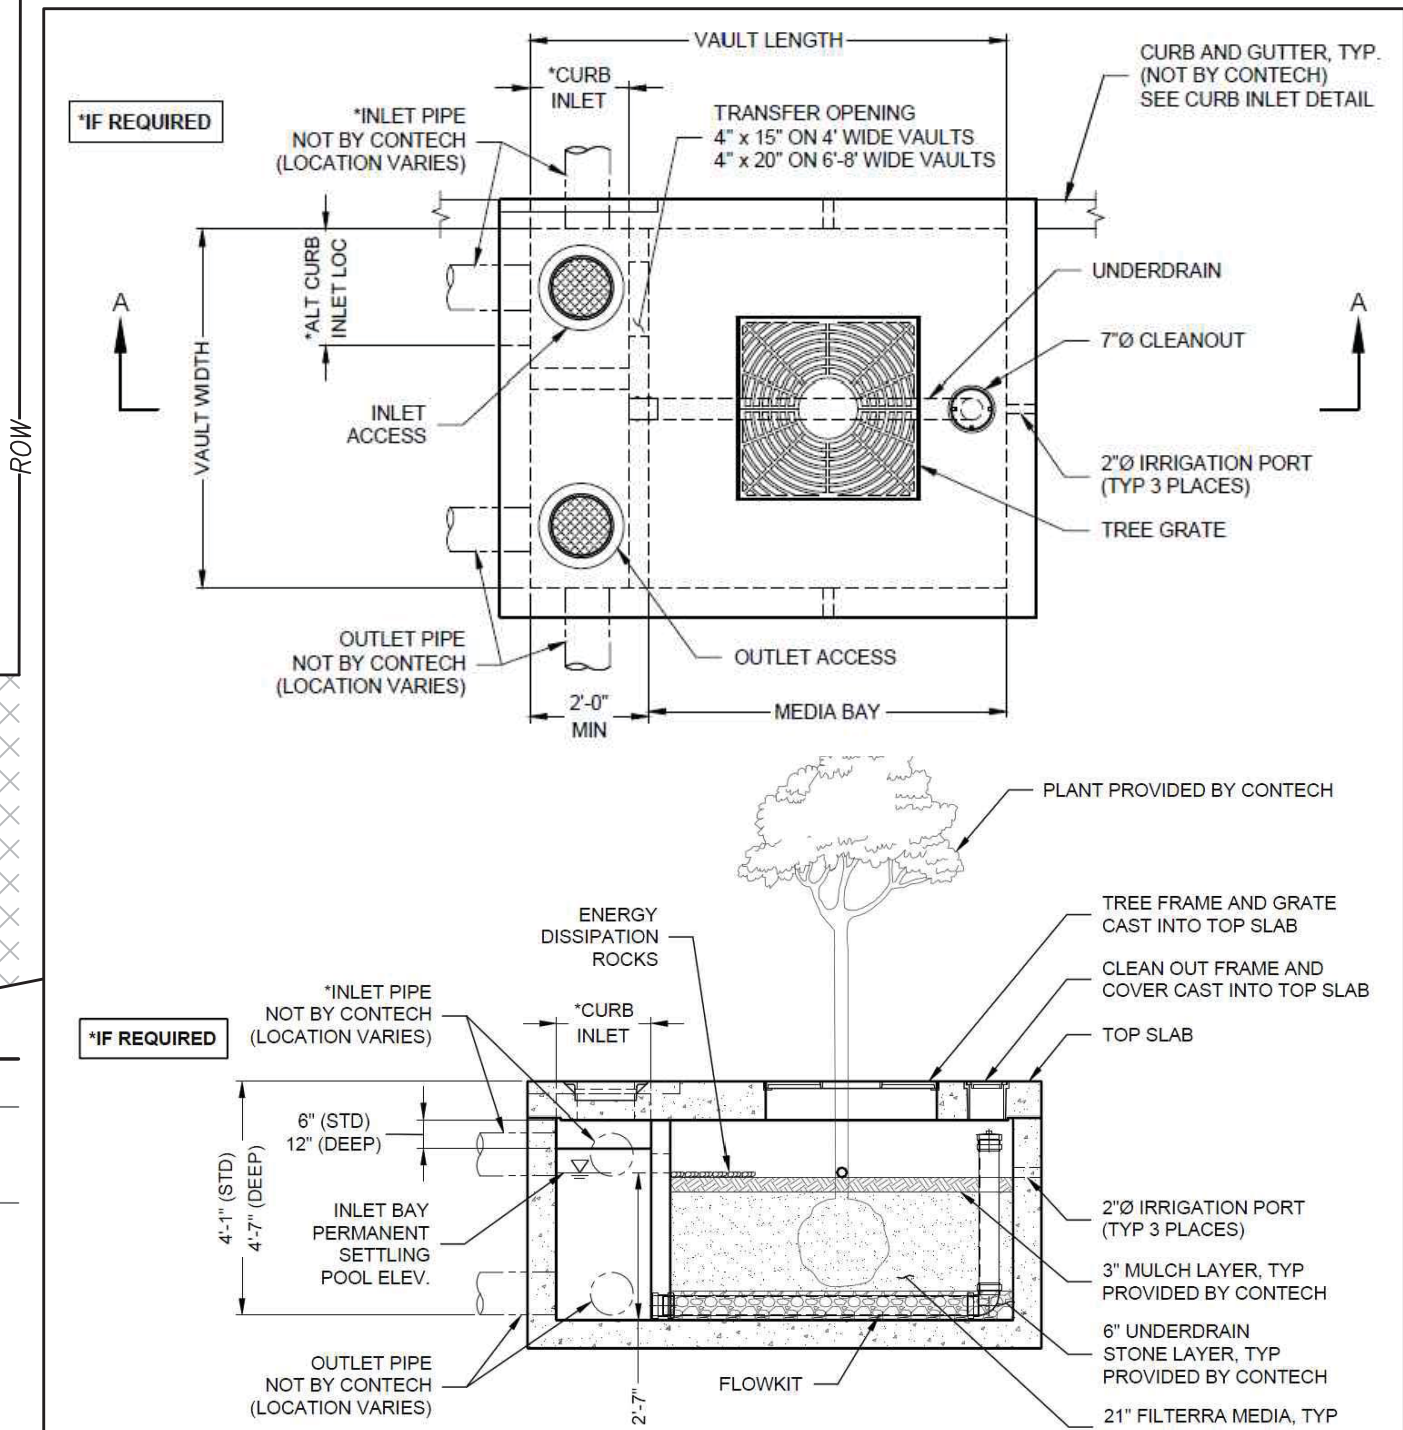 VAULT LENGTH
CURB AND GUTTER, TYP.
(NOT BY CONTECH)
SEE CURB INLET DETAIL
*CURB
INLET
*IF REQUIRED
*INLET PIPE
NOT BY CONTECH
(LOCATION VARIES)
TRANSFER OPENING
4" x 15" ON 4' WIDE VAULTS
4" x 20" ON 6'-8' WIDE VAULTS
*ALT CURB
INLET LOC
UNDERDRAIN
A
A
7"Ø CLEANOUT
VAULT WIDTH
INLET
ACCESS
ROW
2"Ø IRRIGATION PORT
(TYP 3 PLACES)
TREE GRATE
OUTLET PIPE
NOT BY CONTECH
(LOCATION VARIES)
OUTLET ACCESS
2'-0"
MIN
MEDIA BAY
PLANT PROVIDED BY CONTECH
TREE FRAME AND GRATE
CAST INTO TOP SLAB
ENERGY
DISSIPATION
ROCKS
CLEAN OUT FRAME AND
COVER CAST INTO TOP SLAB
*INLET PIPE
NOT BY CONTECH
(LOCATION VARIES)
*CURB
INLET
*IF REQUIRED
TOP SLAB
6" (STD)
12" (DEEP)
4'-1" (STD)
4'-7" (DEEP)
INLET BAY
PERMANENT
SETTLING
POOL ELEV.
2"Ø IRRIGATION PORT
(TYP 3 PLACES)
3" MULCH LAYER, TYP
PROVIDED BY CONTECH
6" UNDERDRAIN
STONE LAYER, TYP
PROVIDED BY CONTECH
OUTLET PIPE
NOT BY CONTECH
(LOCATION VARIES)
2'-7"
FLOWKIT
21" FILTERRA MEDIA, TYP